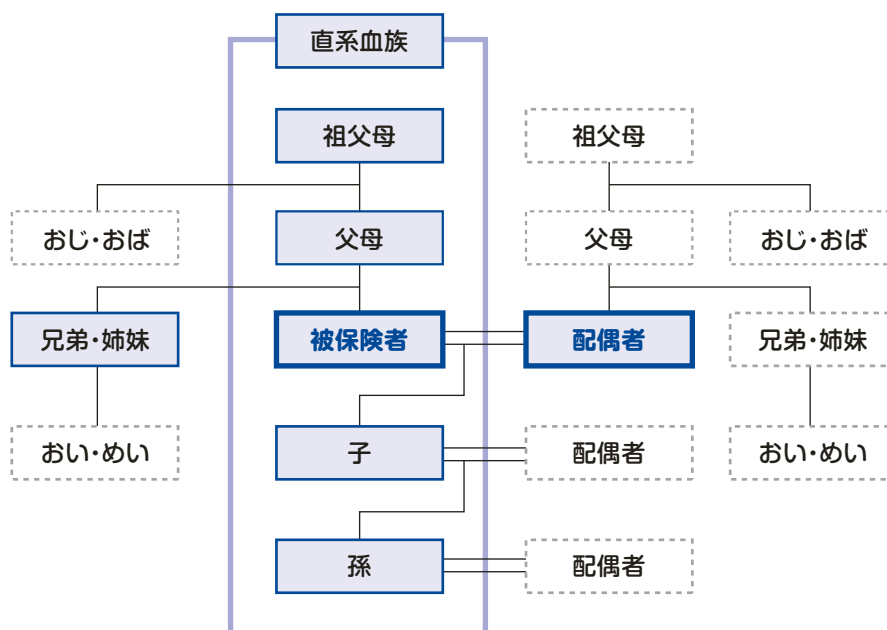 直系血族
祖父母
祖父母
おじ・おば
父母
父母
おじ・おば
兄弟・姉妹
被保険者
配偶者
兄弟・姉妹
おい・めい
子
配偶者
おい・めい
孫
配偶者